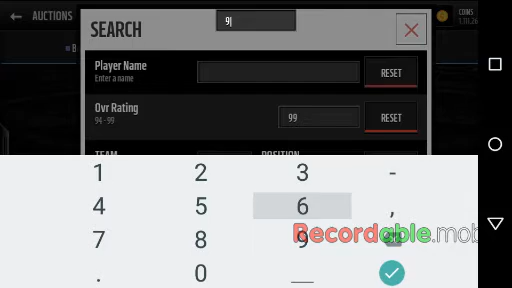 AUCTIONS
9
COINS
SEARCH
Player Name
Enter a name
RESET
Ovr Rating
94 - 99
99
RESET
TEAM
POSITION
1 2 3 -
4 5 6 ,
7 8 9
Recordable.mob
. 0 _